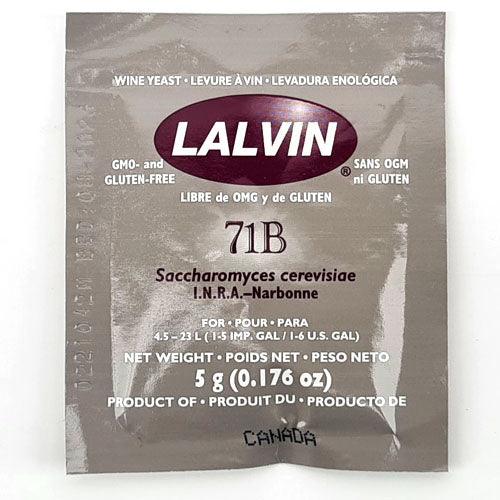 WINE YEAST • LEVURE À VIN • LEVADURA ENOLÓGICA
LALVIN®
GMO- and
GLUTEN-FREE
SANS OGM
ni GLUTEN
LIBRE de OMG y de GLUTEN
71B
Saccharomyces cerevisiae
I.N.R.A.–Narbonne
FOR • POUR • PARA
4.5 – 23 L ( 1-5 IMP. GAL / 1-6 U.S. GAL)
NET WEIGHT • POIDS NET • PESO NETO
5 g (0.176 oz)
PRODUCT OF • PRODUIT DU • PRODUCTO DE
CANADA